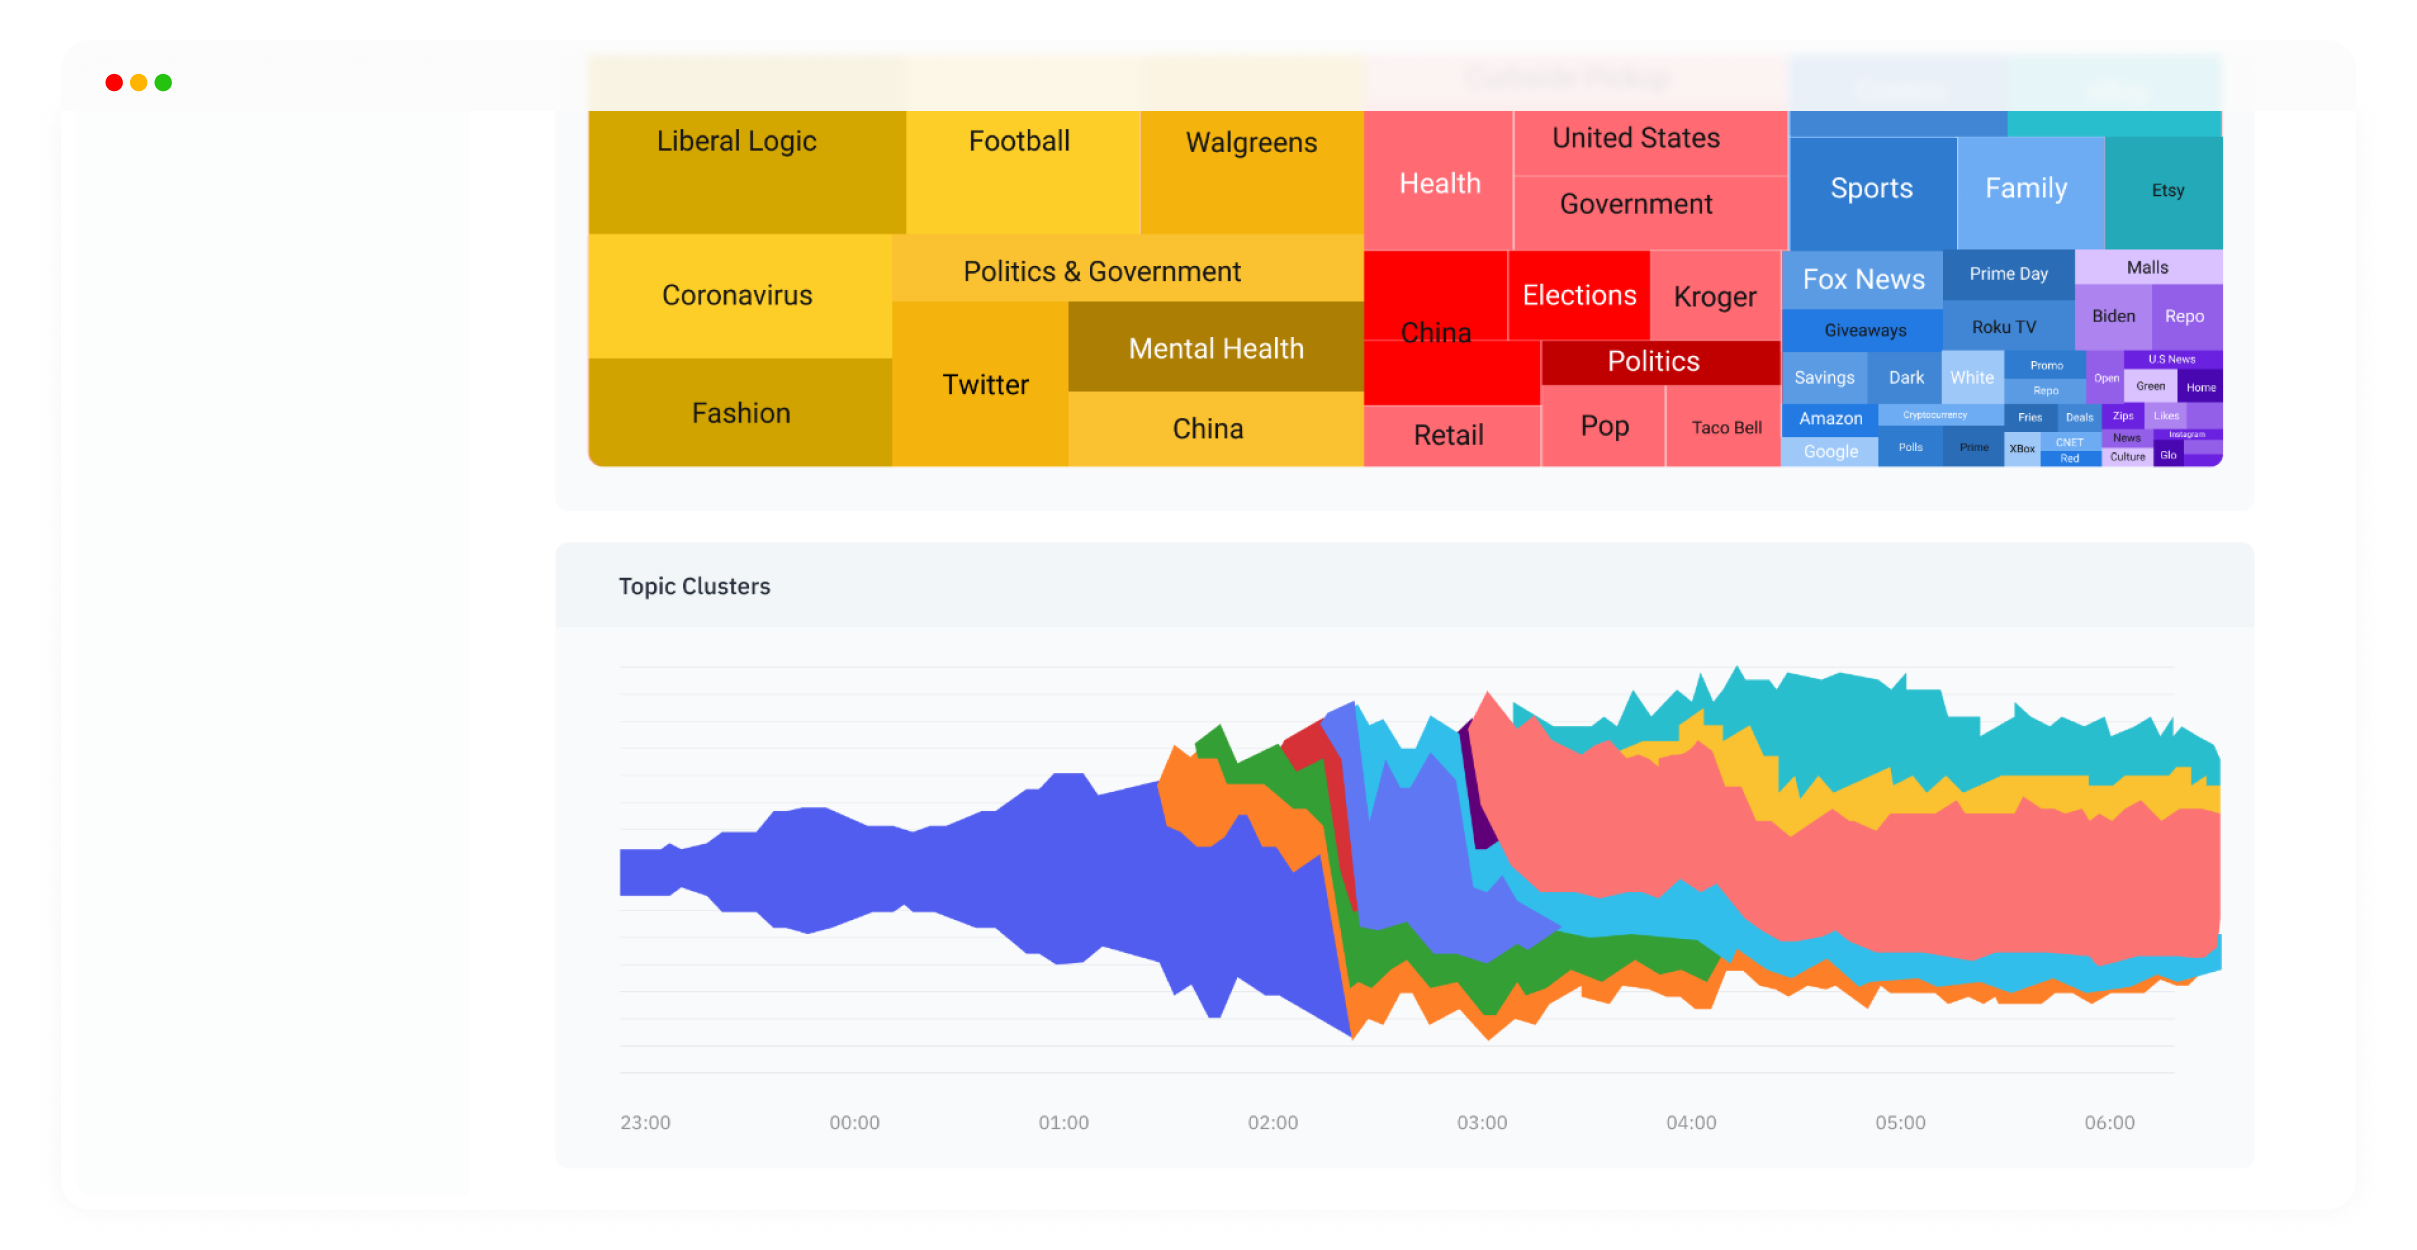 Curbside Pickup
Liberal Logic
Football
Walgreens
Health
United States
Government
Sports
Family
Etsy
Coronavirus
Politics & Government
Mental Health
Twitter
Fashion
China
China
Elections
Kroger
Politics
Retail
Pop
Taco Bell
Fox News
Prime Day
Malls
Giveaways
Roku TV
Biden
Repo
Savings
Dark
White
Promo
Repo
Open
U.S News
Green
Home
Amazon
Cryptocurrency
Fries
Deals
Zips
Likes
Google
Polls
Prime
XBox
CNET
Red
News
Instagram
Culture
Glo
Topic Clusters
23:00
00:00
01:00
02:00
03:00
04:00
05:00
06:00